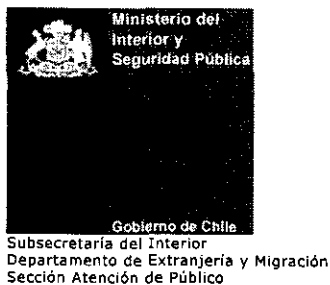 Ministerio del
Interior y
Seguridad Pública
Gobierno de Chile
Subsecretaría del Interior
Departamento de Extranjería y Migración
Sección Atención de Público